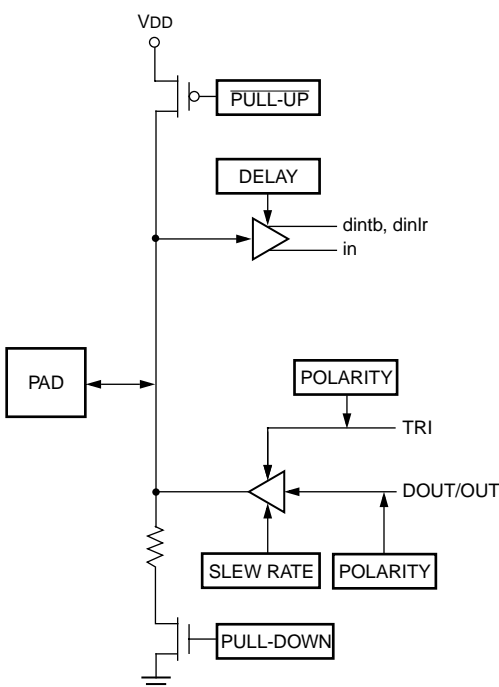 VDD
PULL-UP
DELAY
dintb, dinlr
in
PAD
POLARITY
TRI
DOUT/OUT
SLEW RATE
POLARITY
PULL-DOWN